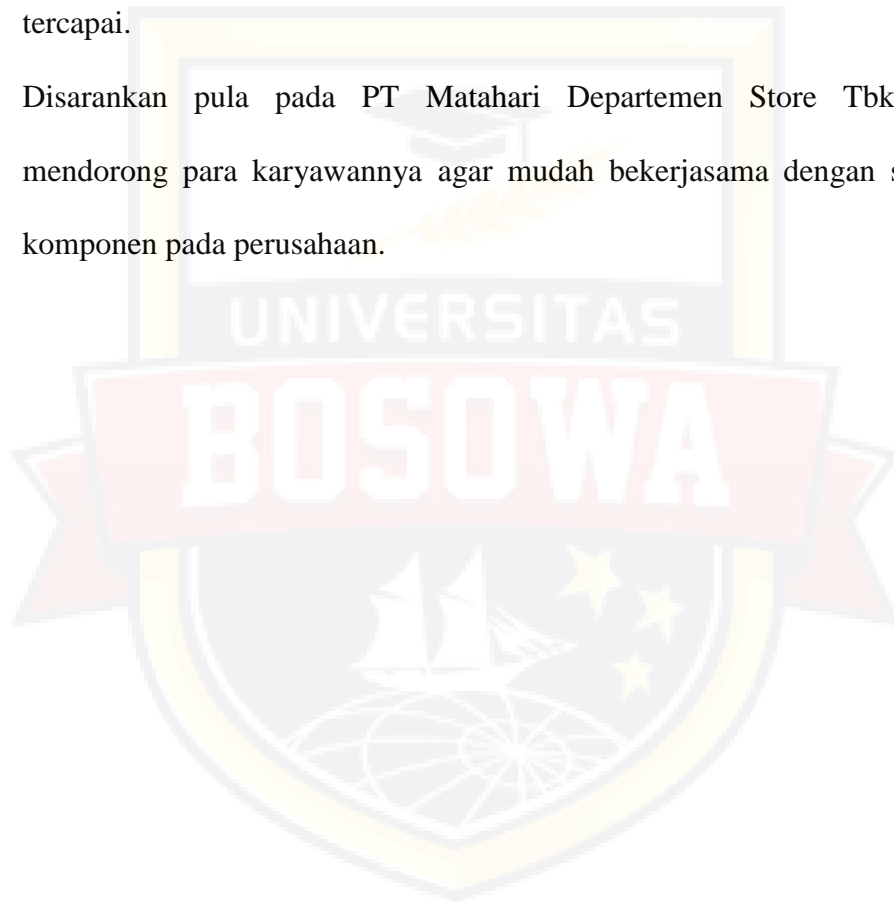 tercapai.
Disarankan pula pada PT Matahari Departemen Store Tbk
mendorong para karyawannya agar mudah bekerjasama dengan s
komponen pada perusahaan.
UNIVERSITAS
BOSOWA